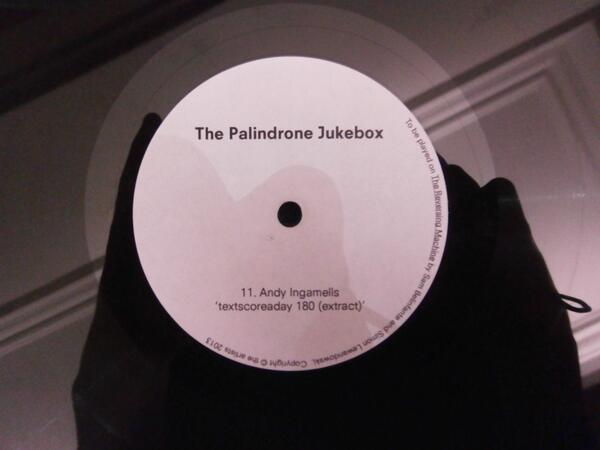 The Palindrone Jukebox
11. Andy Ingamells
'textscoreaday 180 (extract)'
To be played on The Reversing Machine by Sam Belinfante and Simon Lewandowski. Copyright © the artists 2013